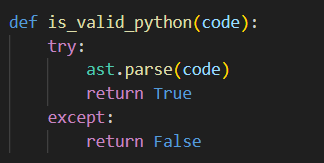 def is_valid_python(code):
    try:
        ast.parse(code)
        return True
    except:
        return False